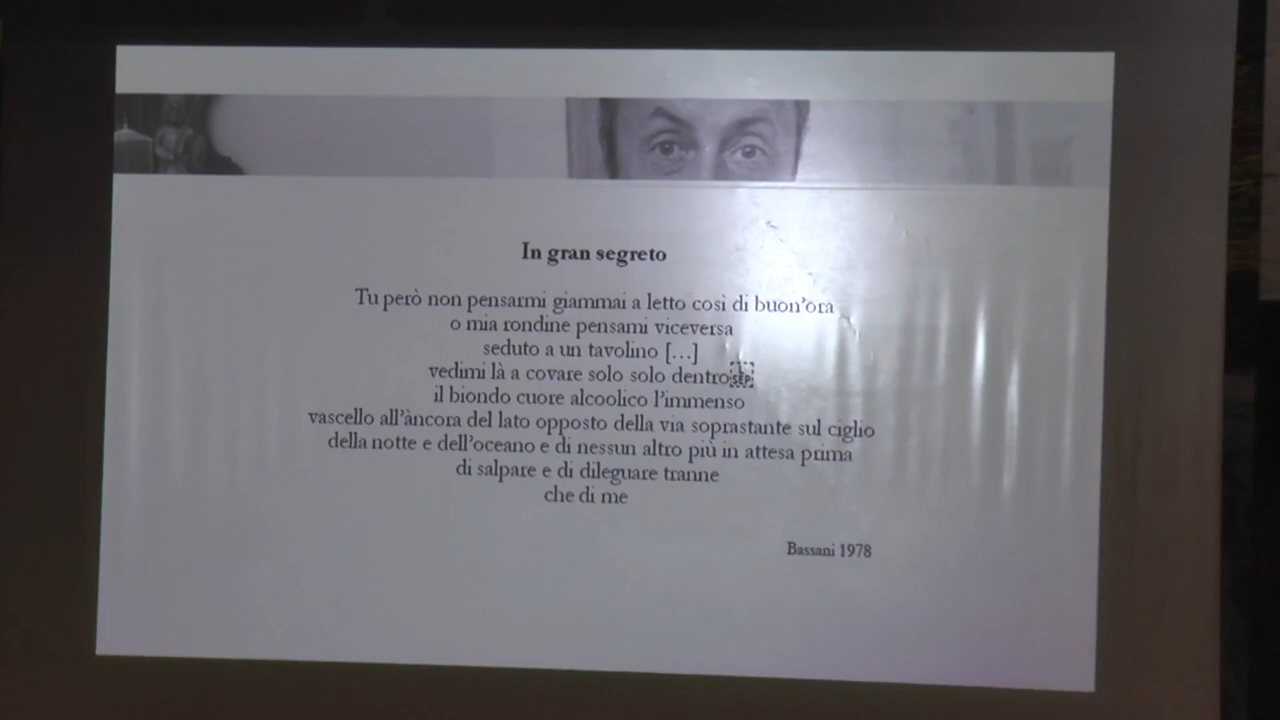 In gran segreto
Tu però non pensarmi giammai a letto così di buon'ora
o mia rondine pensami viceversa
seduto a un tavolino [...]
vedimi là a covare solo solo dentro
il biondo cuore alcoolico l'immenso
vascello all'àncora del lato opposto della via soprastante sul ciglio
della notte e dell'oceano e di nessun altro più in attesa prima
di salpare e di dileguare tranne
che di me
Bassani 1978